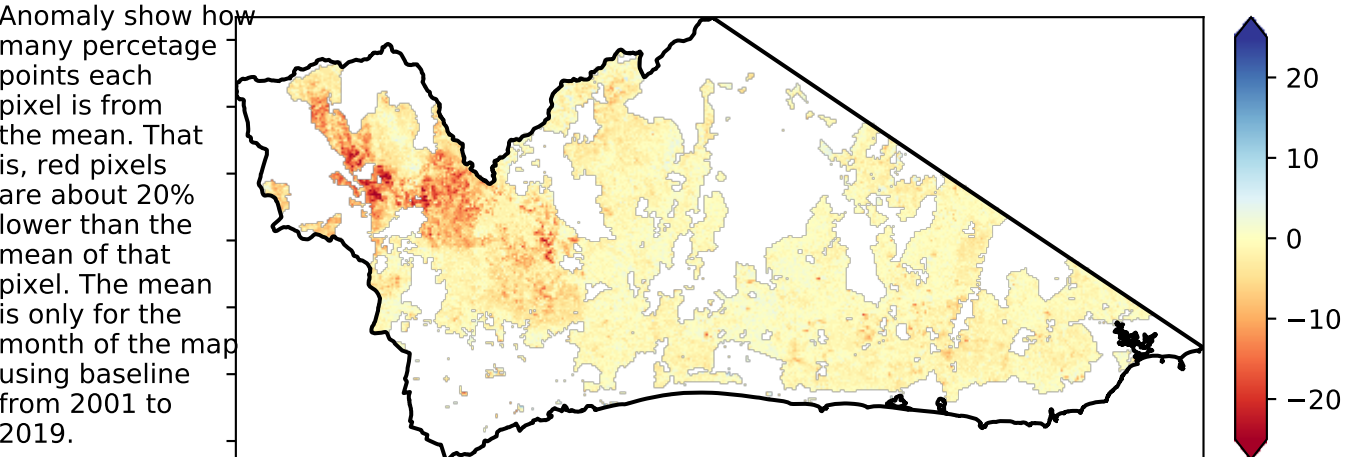 Anomaly show how
many percetage
points each
pixel is from
the mean. That
is, red pixels
are about 20%
lower than the
mean of that
pixel. The mean
is only for the
month of the map
using baseline
from 2001 to
2019.
20
10
0
−10
−20